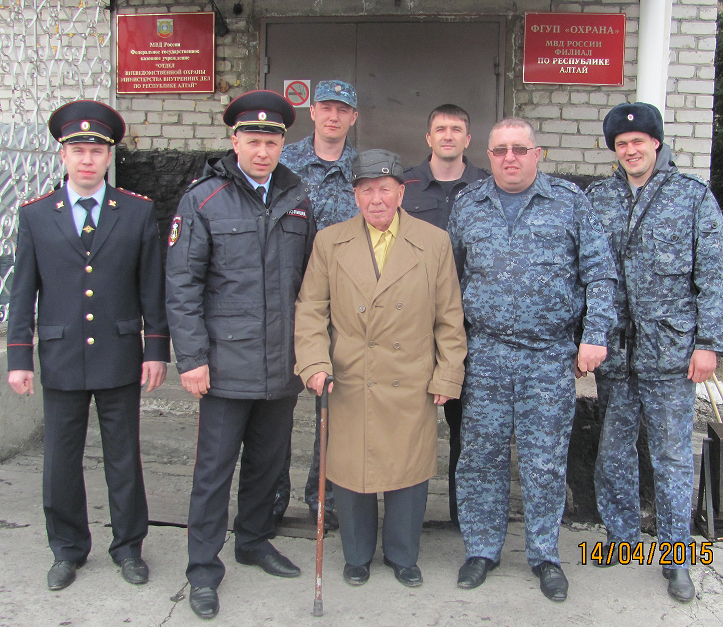 МВД России
Федеральное государственное
казенное учреждение
"ОТДЕЛ
ВНЕВЕДОМСТВЕННОЙ ОХРАНЫ
МИНИСТЕРСТВА ВНУТРЕННИХ ДЕЛ
ПО РЕСПУБЛИКЕ АЛТАЙ"
ФГУП «ОХРАНА»
МВД РОССИИ
ФИЛИАЛ
ПО РЕСПУБЛИКЕ
АЛТАЙ
14/04/2015